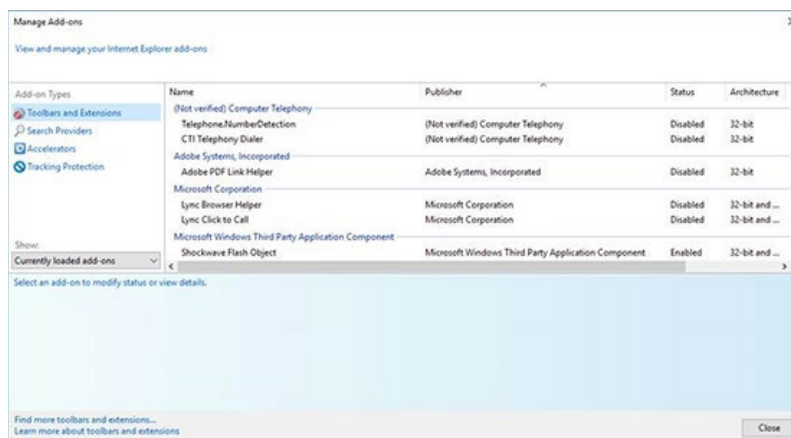 Manage Add-ons
View and manage your Internet Explorer add-ons
Add-on Types
Toolbars and Extensions
Search Providers
Accelerators
Tracking Protection
Show:
Currently loaded add-ons
Name Publisher Status Architecture
(Not verified) Computer Telephony
Telephone.NumberDetection (Not verified) Computer Telephony Disabled 32-bit
CTI Telephony Dialer (Not verified) Computer Telephony Disabled 32-bit
Adobe Systems, Incorporated
Adobe PDF Link Helper Adobe Systems, Incorporated Disabled 32-bit
Microsoft Corporation
Lync Browser Helper Microsoft Corporation Disabled 32-bit and ...
Lync Click to Call Microsoft Corporation Disabled 32-bit and ...
Microsoft Windows Third Party Application Component
Shockwave Flash Object Microsoft Windows Third Party Application Component Enabled 32-bit and ...
Select an add-on to modify status or view details.
Find more toolbars and extensions...
Learn more about toolbars and extensions
Close